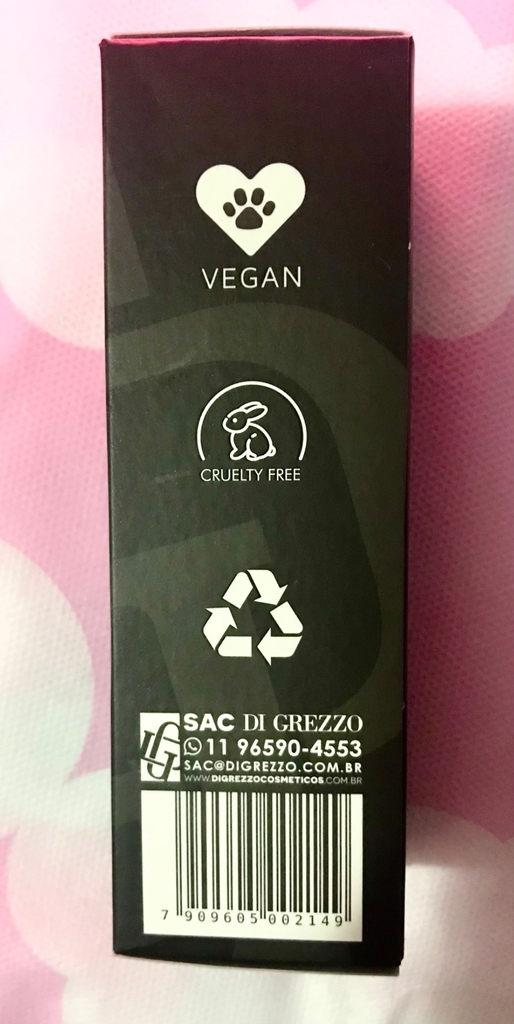 VEGAN
CRUELTY FREE
SAC DI GREZZO
11 96590-4553
SAC@DIGREZZO.COM.BR
WWW.DIGREZZOCOSMETICOS.COM.BR
7 909605 002149